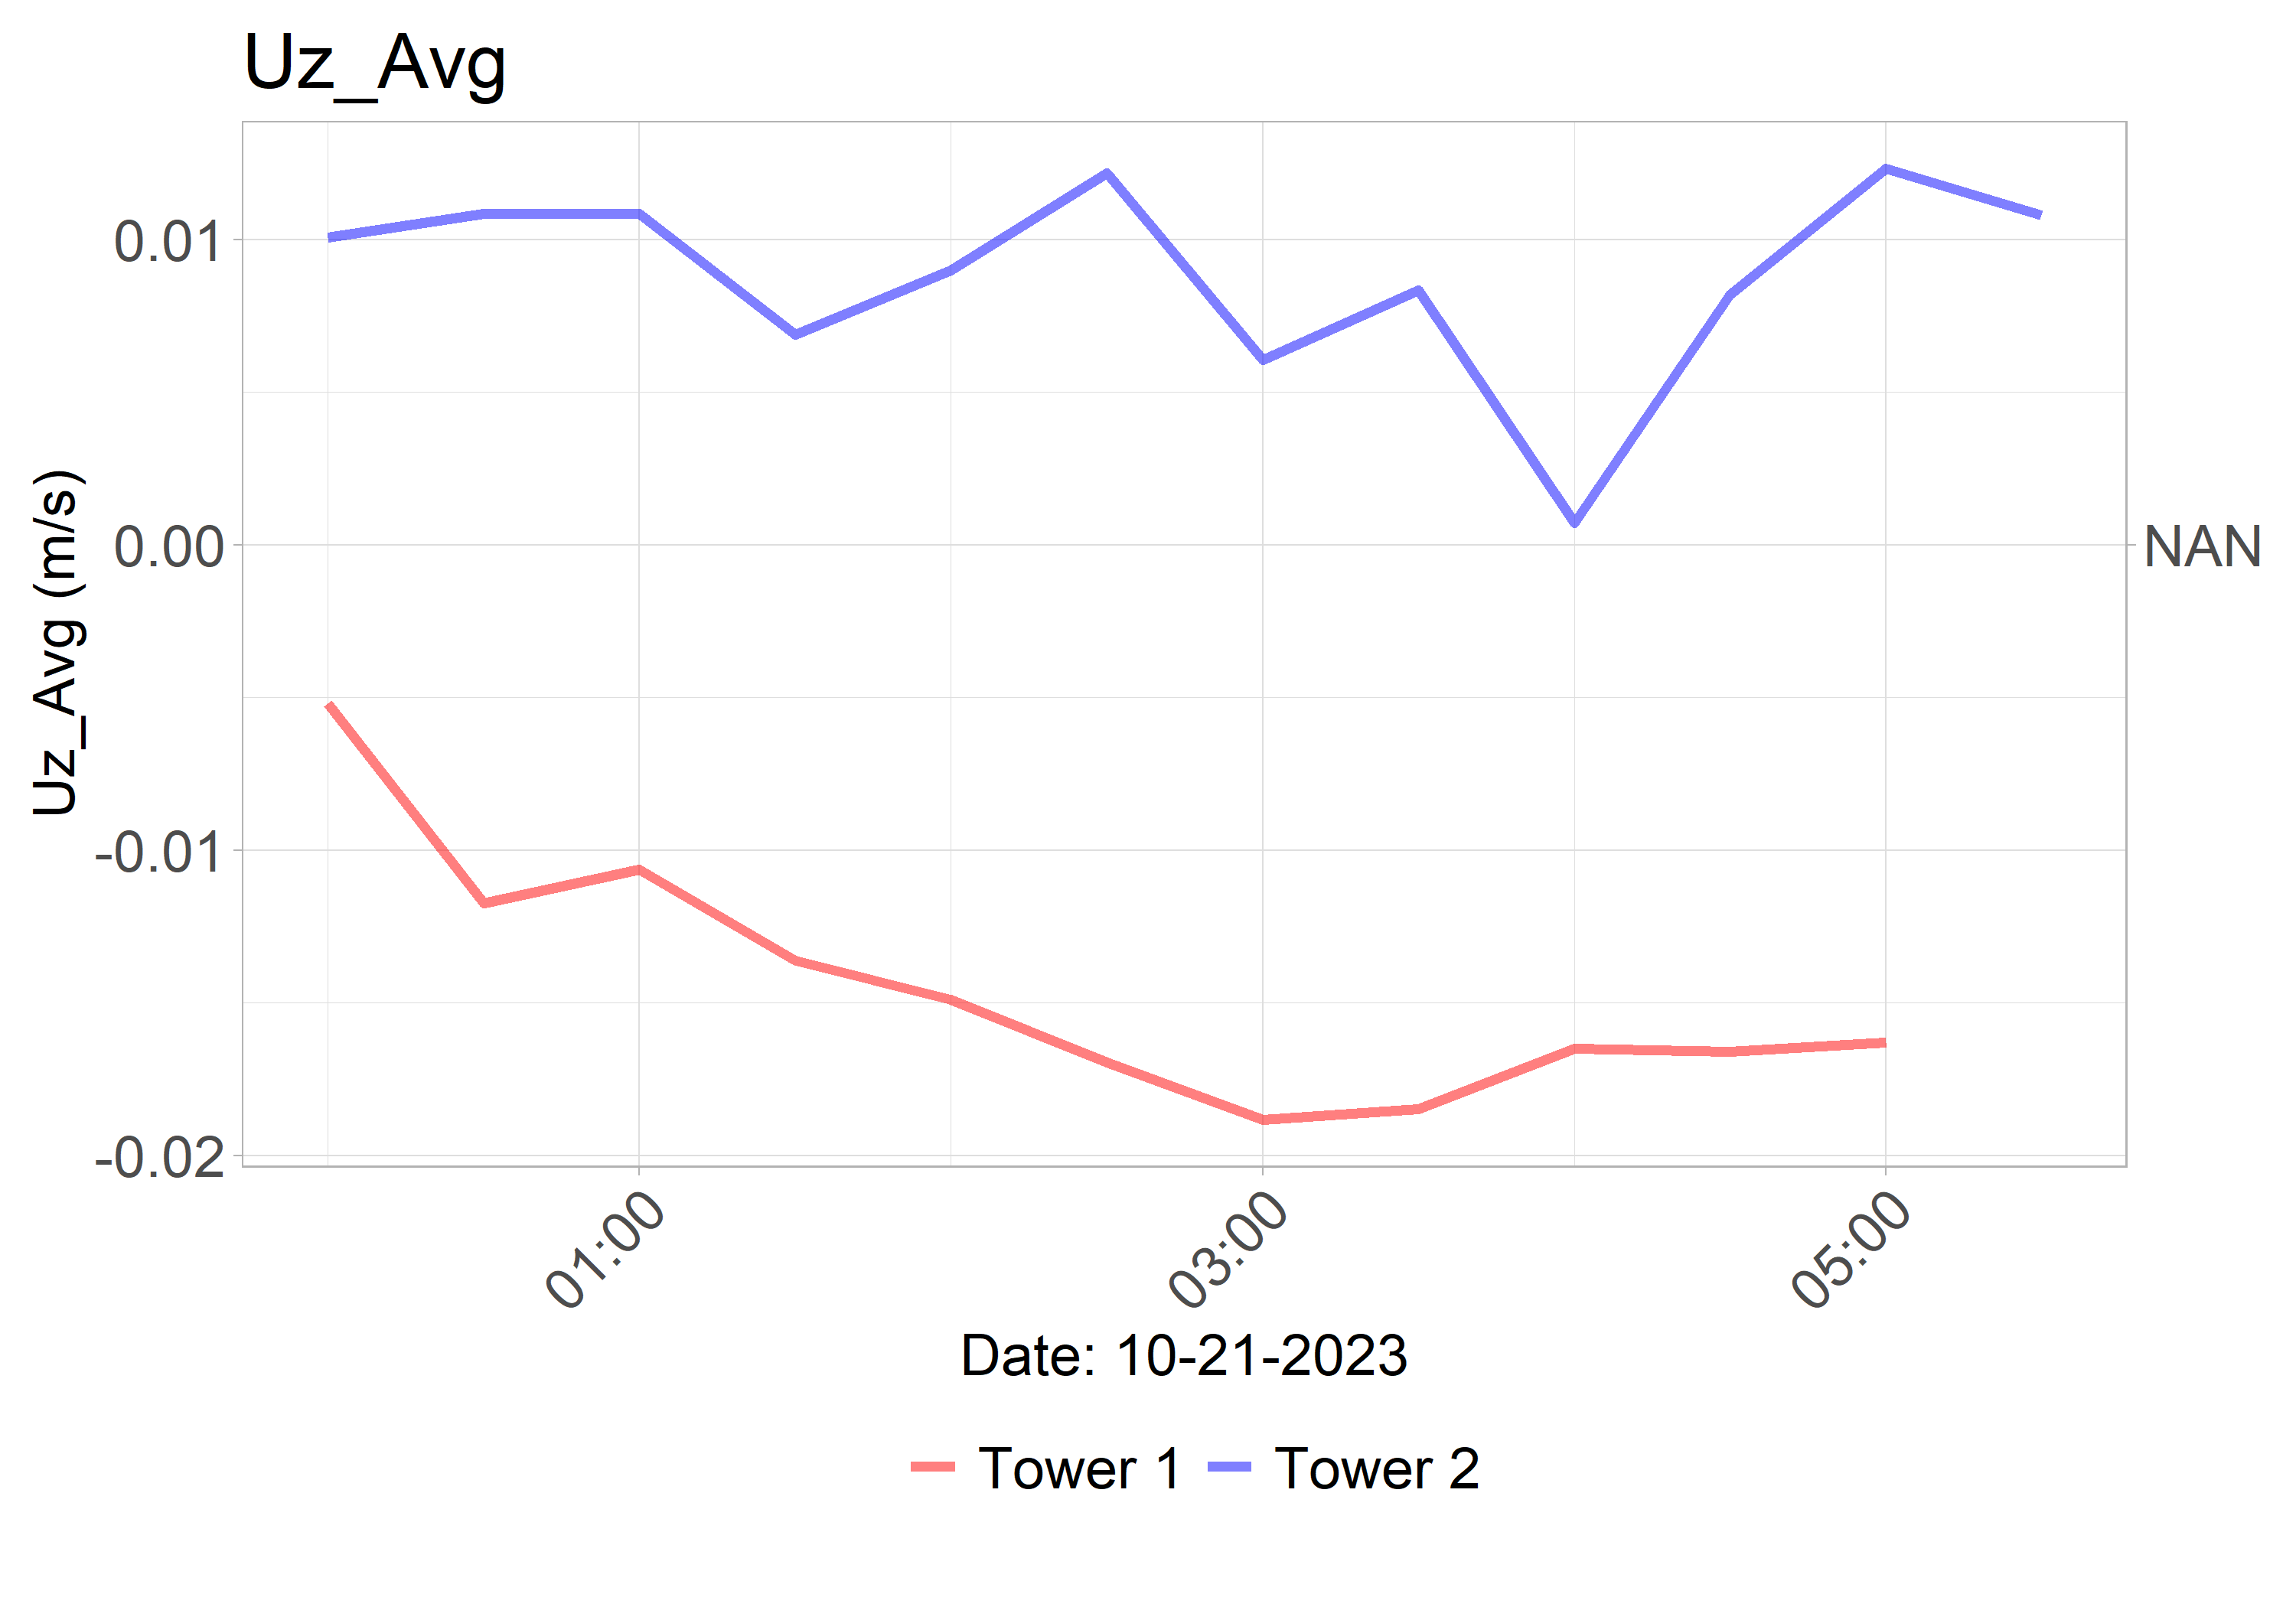 Uz_Avg
Uz_Avg (m/s)
0.01
0.00
NAN
-0.01
-0.02
01:00
03:00
05:00
Date: 10-21-2023
Tower 1
Tower 2